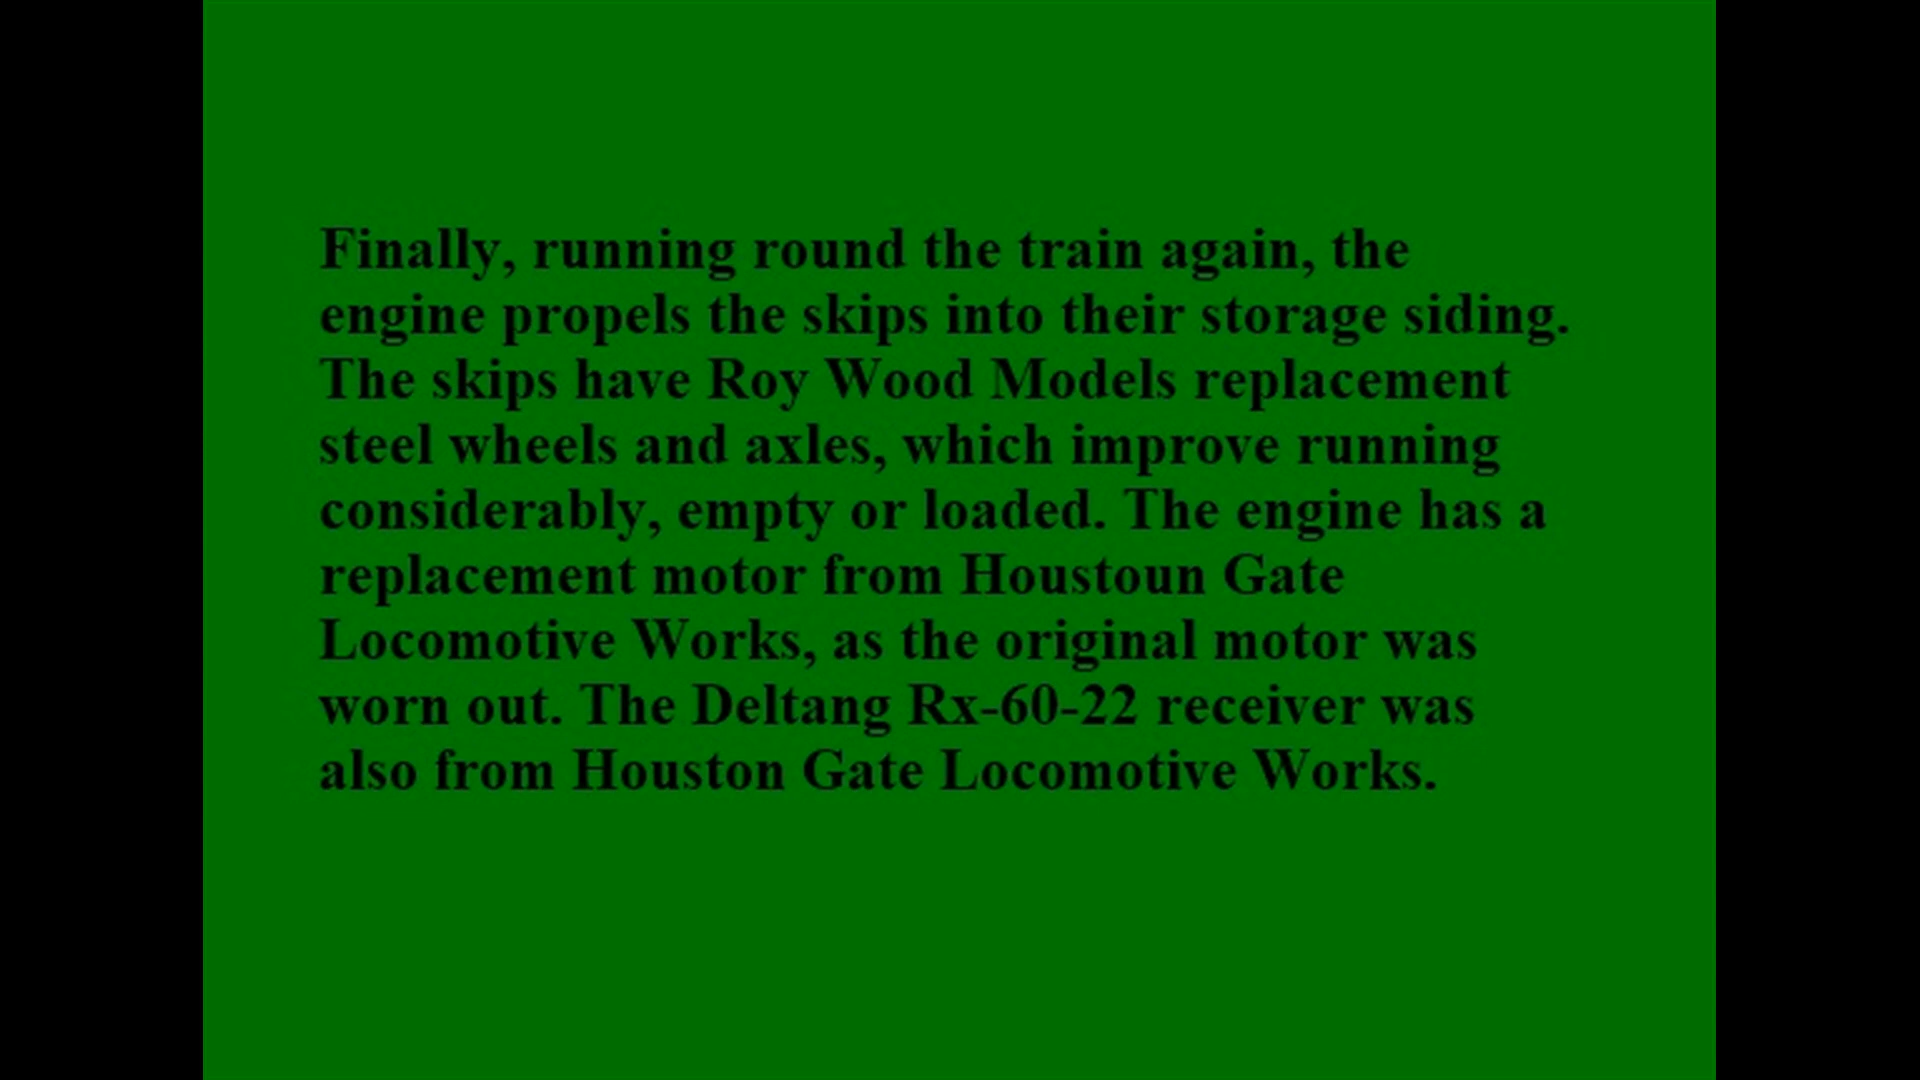 Finally, running round the train again, the
engine propels the skips into their storage siding.
The skips have Roy Wood Models replacement
steel wheels and axles, which improve running
considerably, empty or loaded. The engine has a
replacement motor from Houstoun Gate
Locomotive Works, as the original motor was
worn out. The Deltang Rx-60-22 receiver was
also from Houston Gate Locomotive Works.